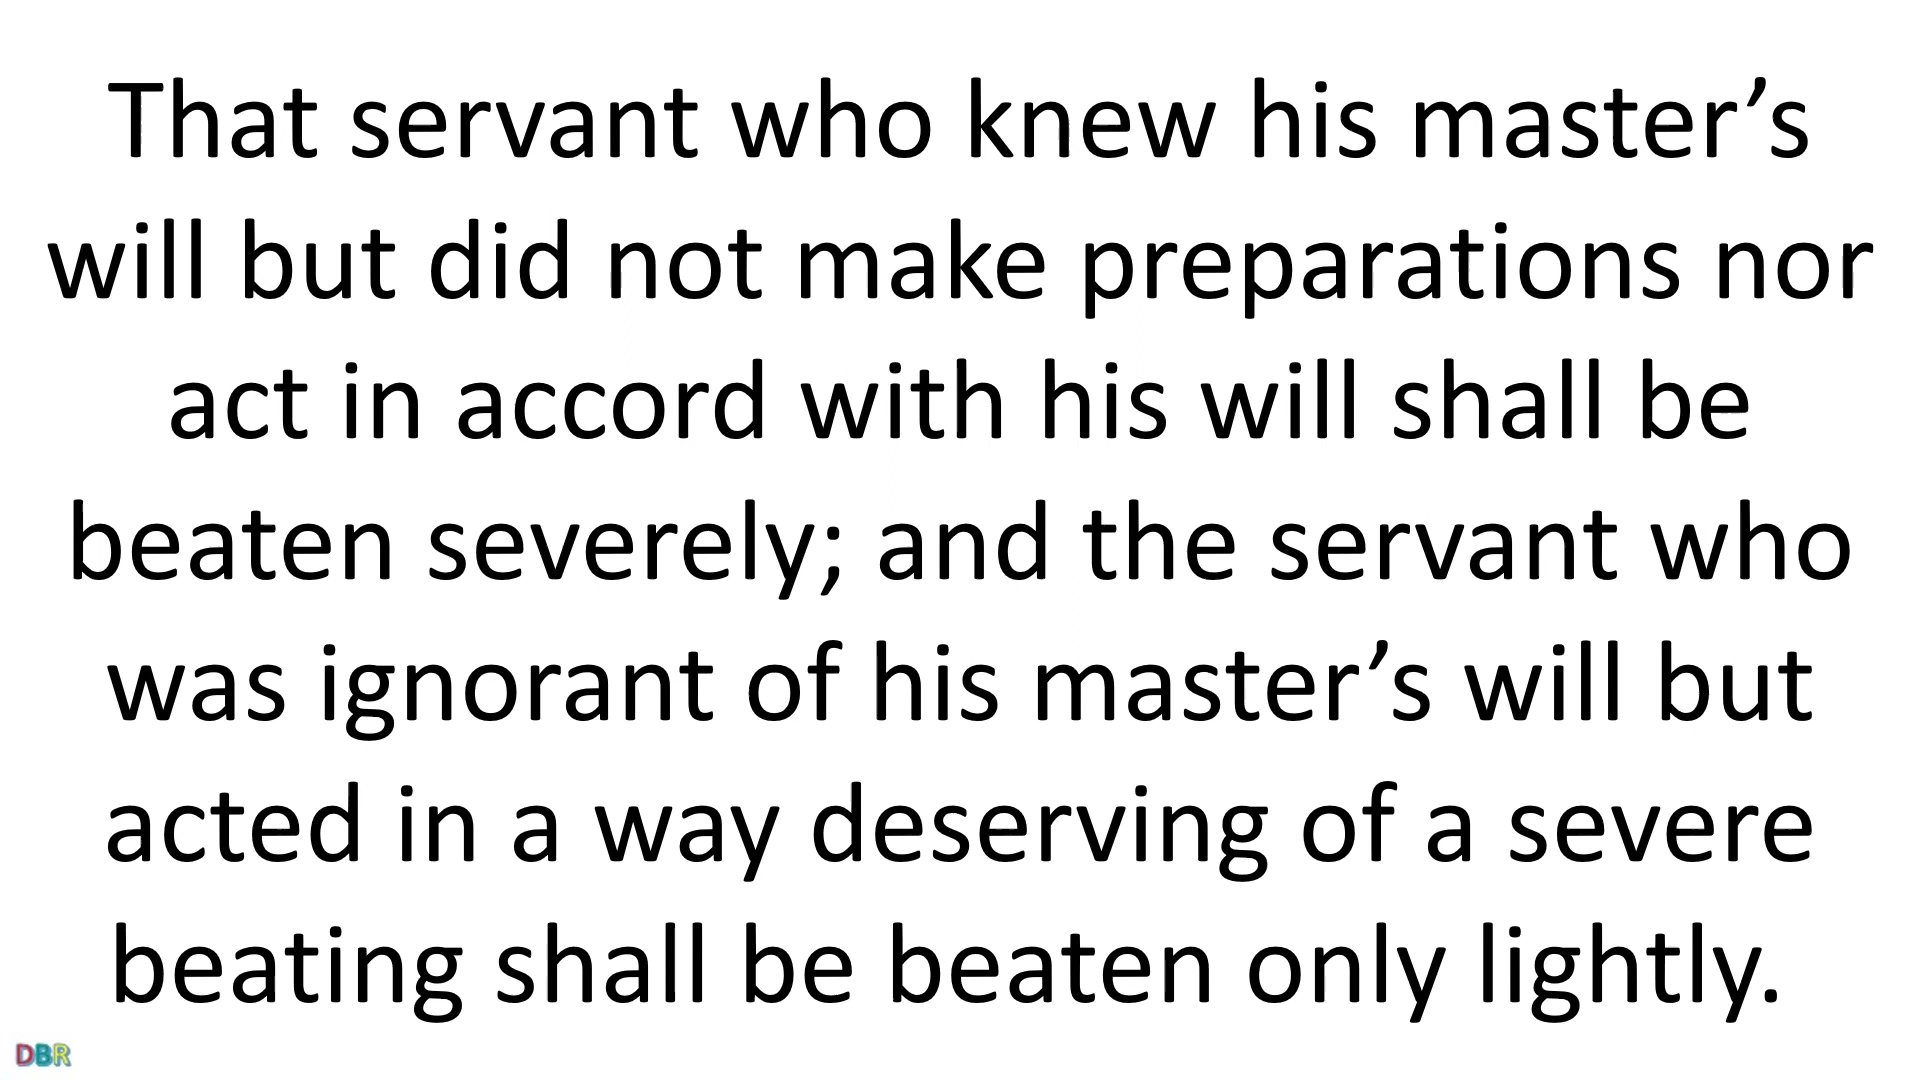 That servant who knew his master’s
will but did not make preparations nor
act in accord with his will shall be
beaten severely; and the servant who
was ignorant of his master’s will but
acted in a way deserving of a severe
beating shall be beaten only lightly.
DBR